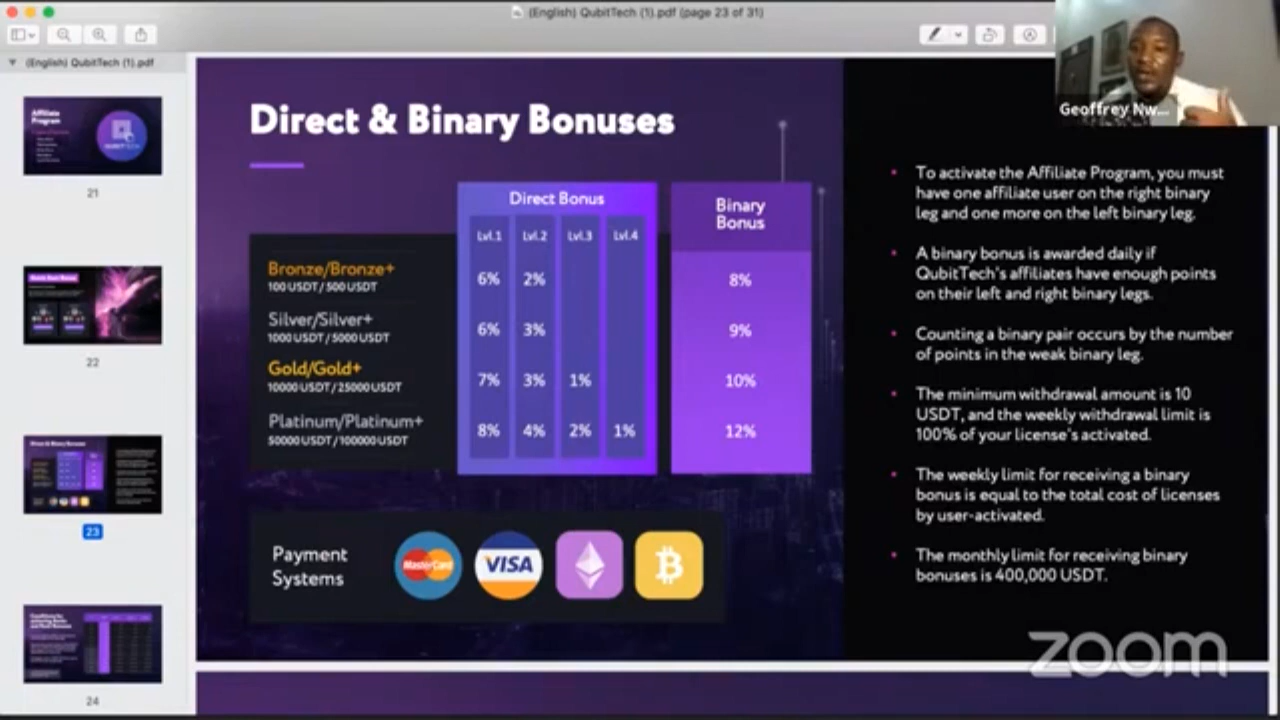 (English) QubitTech (1).pdf (page 23 of 31)
(English) QubitTech (1).pdf
Geoffrey Nw...
Affiliate
Program
21
22
Direct & Binary Bonuses
23
24
Direct & Binary Bonuses
Direct Bonus
Binary
Bonus
Lvl.1 Lvl.2 Lvl.3 Lvl.4
Bronze/Bronze+
100 USDT / 500 USDT
6% 2% 8%
Silver/Silver+
1000 USDT / 5000 USDT
6% 3% 9%
Gold/Gold+
10000 USDT / 25000 USDT
7% 3% 1% 10%
Platinum/Platinum+
50000 USDT / 100000 USDT
8% 4% 2% 1% 12%
Payment
Systems
MasterCard
VISA
• To activate the Affiliate Program, you must
have one affiliate user on the right binary
leg and one more on the left binary leg.
• A binary bonus is awarded daily if
QubitTech's affiliates have enough points
on their left and right binary legs.
• Counting a binary pair occurs by the number
of points in the weak binary leg.
• The minimum withdrawal amount is 10
USDT, and the weekly withdrawal limit is
100% of your license's activated.
• The weekly limit for receiving a binary
bonus is equal to the total cost of licenses
by user-activated.
• The monthly limit for receiving binary
bonuses is 400,000 USDT.
zoom